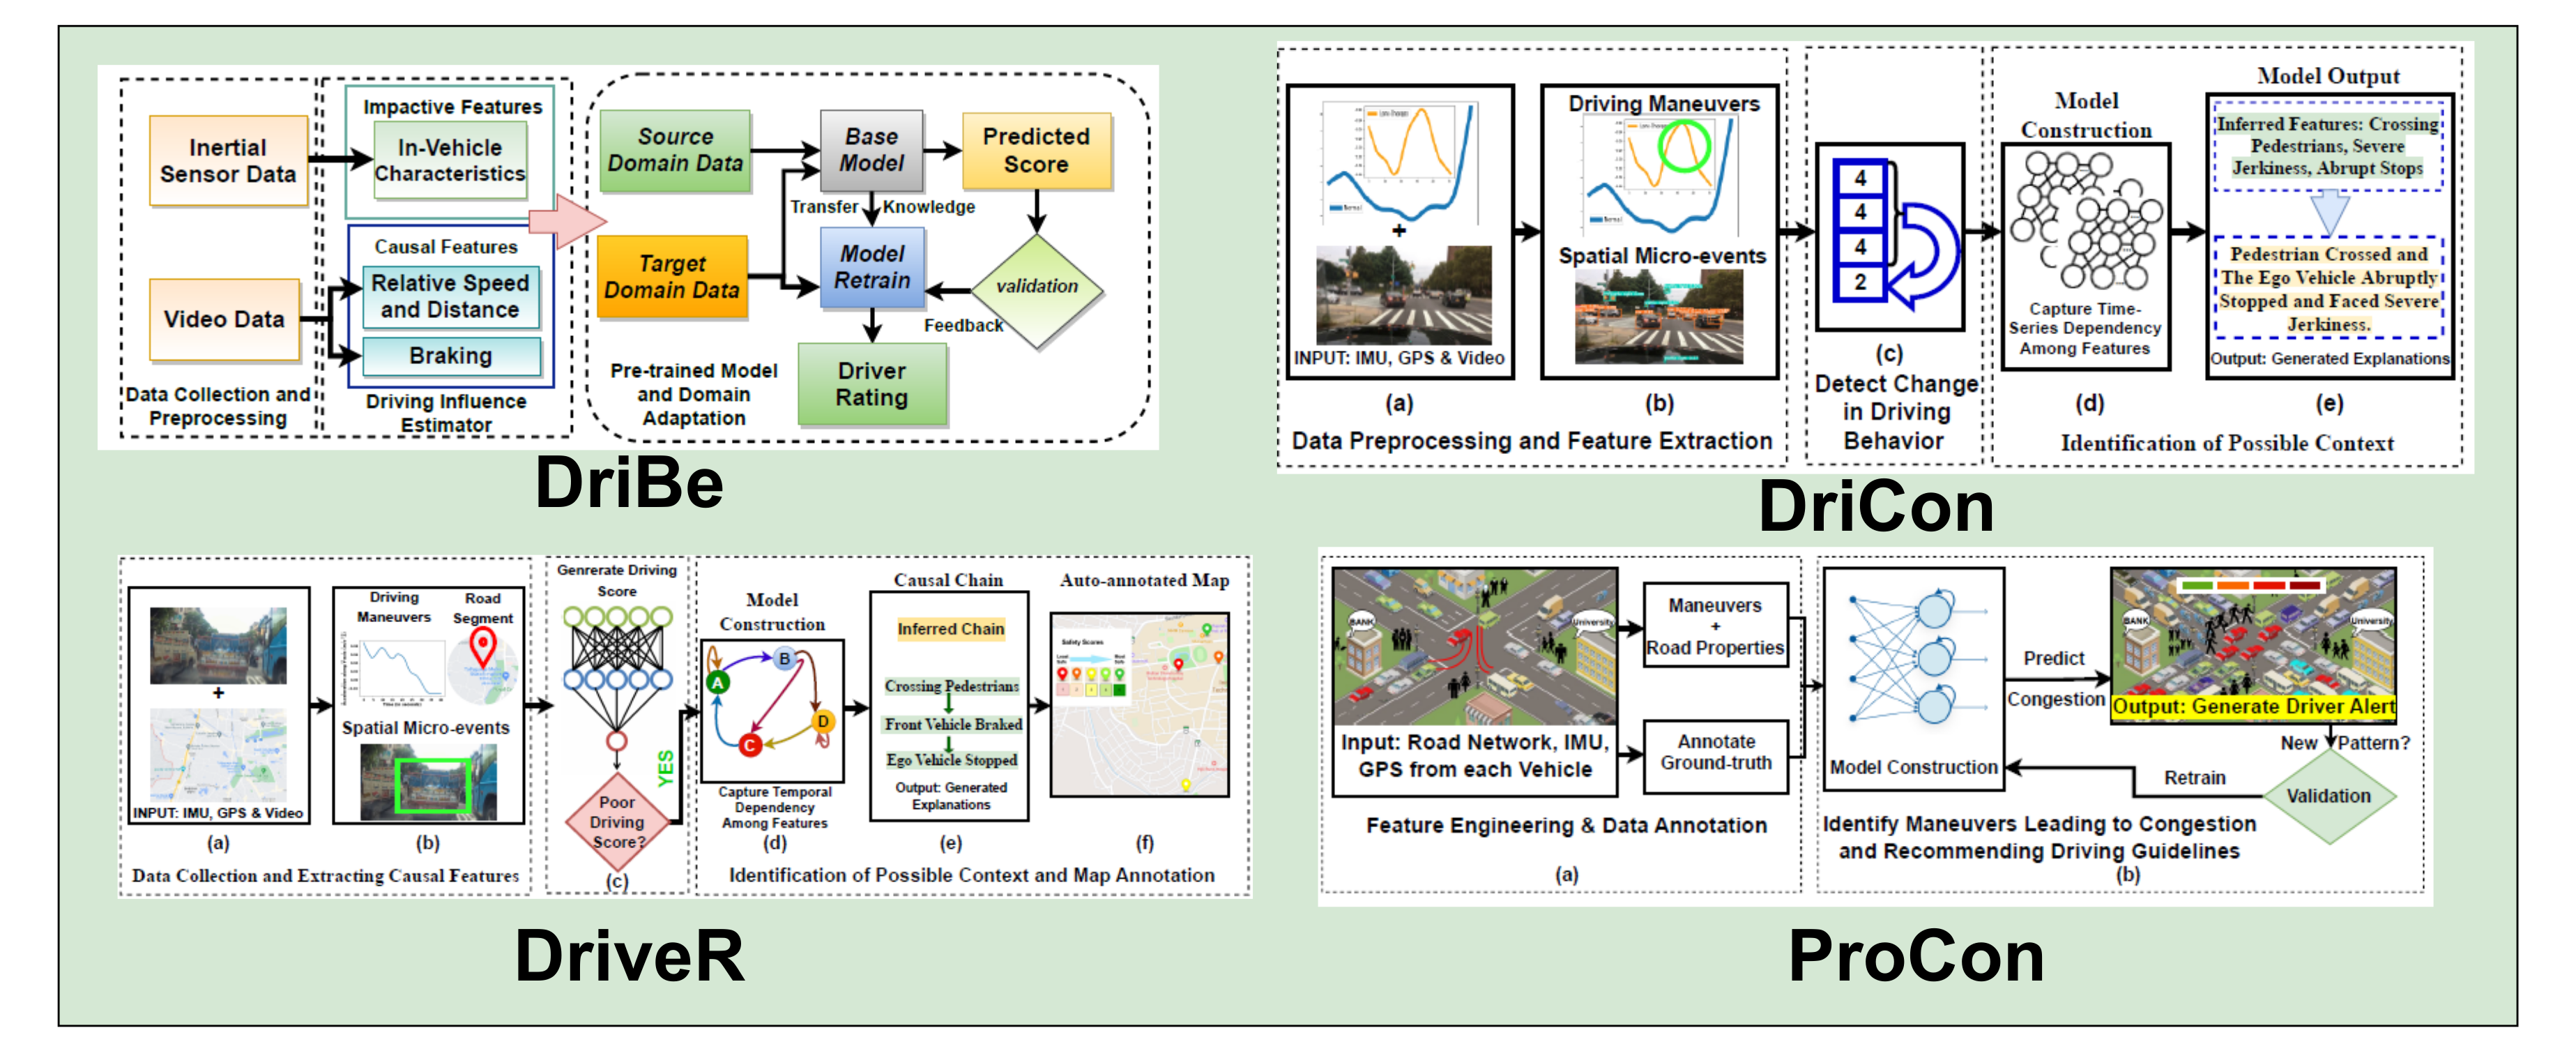 Inertial
Sensor Data
Video Data
Data Collection and
Preprocessing
Impactive Features
In-Vehicle
Characteristics
Causal Features
Relative Speed
and Distance
Braking
Driving Influence
Estimator
Source
Domain Data
Target
Domain Data
Base
Model
Predicted
Score
Transfer Knowledge
Model
Retrain
validation
Feedback
Driver
Rating
Pre-trained Model
and Domain
Adaptation
DriBe
+
INPUT: IMU, GPS & Video
(a)
Driving Maneuvers
Spatial Micro-events
(b)
Data Preprocessing and Feature Extraction
4
4
4
2
(c)
Detect Change
in Driving
Behavior
Model
Construction
Capture Time-
Series Dependency
Among Features
(d)
Model Output
Inferred Features: Crossing
Pedestrians, Severe
Jerkiness, Abrupt Stops
Pedestrian Crossed and
The Ego Vehicle Abruptly
Stopped and Faced Severe
Jerkiness.
Output: Generated Explanations
(e)
Identification of Possible Context
DriCon
+
INPUT: IMU, GPS & Video
(a)
Driving
Maneuvers
Road
Segment
Spatial Micro-events
(b)
Data Collection and Extracting Causal Features
Genrerate Driving
Score
Poor
Driving
Score?
YES
(c)
Model
Construction
A
B
C
D
Capture Temporal
Dependency
Among Features
(d)
Causal Chain
Inferred Chain
Crossing Pedestrians
Front Vehicle Braked
Ego Vehicle Stopped
Output: Generated
Explanations
(e)
Auto-annotated Map
Safety Scores
(f)
Identification of Possible Context and Map Annotation
DriveR
BANK
University
Input: Road Network, IMU,
GPS from each Vehicle
Maneuvers
+
Road Properties
Annotate
Ground-truth
Feature Engineering & Data Annotation
(a)
Model Construction
Predict
Congestion
BANK
University
Output: Generate Driver Alert
New Pattern?
Retrain
Validation
Identify Maneuvers Leading to Congestion
and Recommending Driving Guidelines
(b)
ProCon